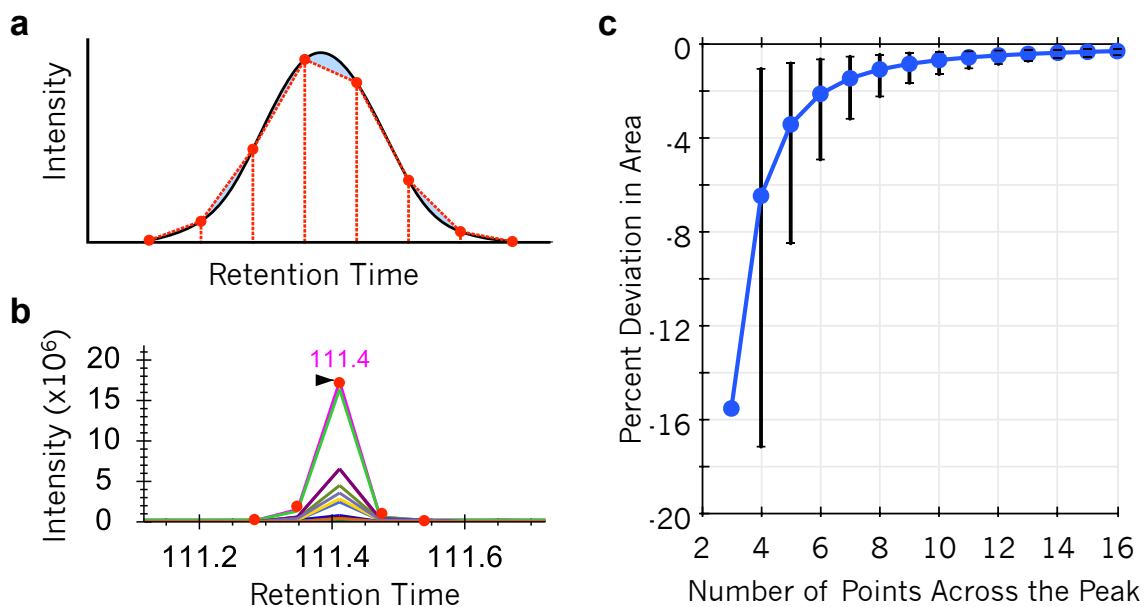 a
Intensity
Retention Time
b
Intensity (x10⁶)
20
15
10
5
0
111.4
111.2
111.4
111.6
Retention Time
c
Percent Deviation in Area
0
-4
-8
-12
-16
-20
2
4
6
8
10
12
14
16
Number of Points Across the Peak